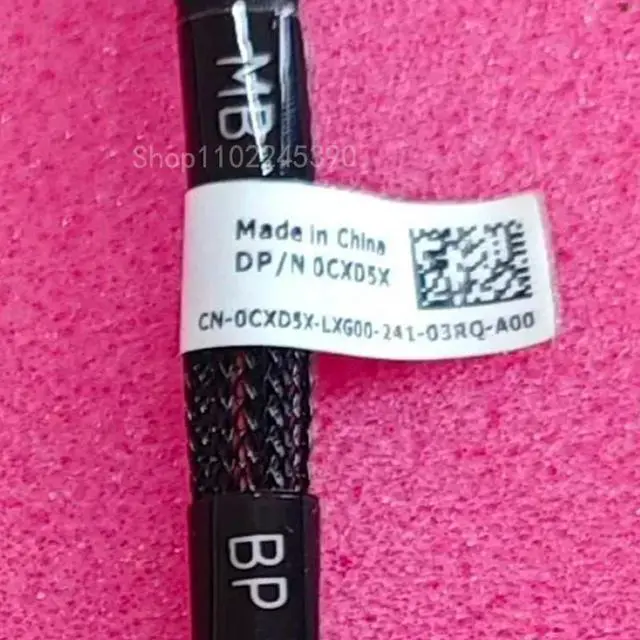 MB
Shop1102245390
Made in China
DP/N 0CXD5X
CN-0CXD5X-LXG00-241-03RQ-A00
BP